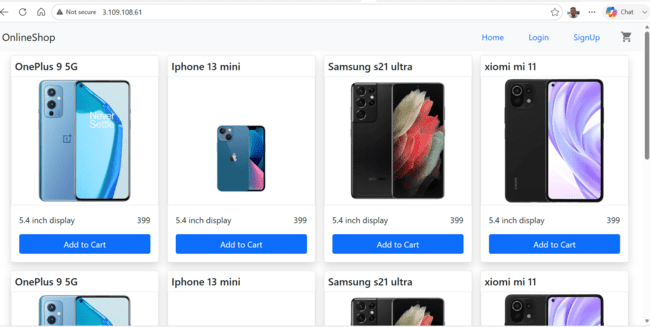 Not secure 3.109.108.61
Chat
OnlineShop Home Login SignUp
OnePlus 9 5G
Iphone 13 mini
Samsung s21 ultra
xiomi mi 11
Never
Settle
5.4 inch display 399
5.4 inch display 399
5.4 inch display 399
5.4 inch display 399
Add to Cart
Add to Cart
Add to Cart
Add to Cart
OnePlus 9 5G
Iphone 13 mini
Samsung s21 ultra
xiomi mi 11